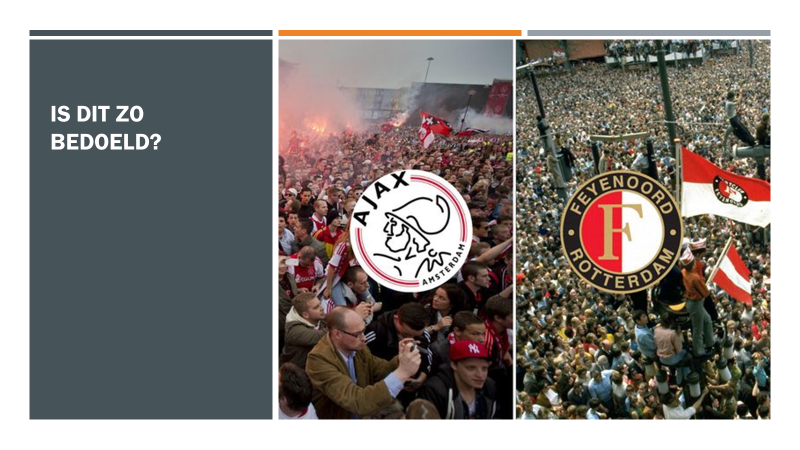 IS DIT ZO
BEDOELD?
AJAX
AMSTERDAM
FEYENOORD
F
ROTTERDAM